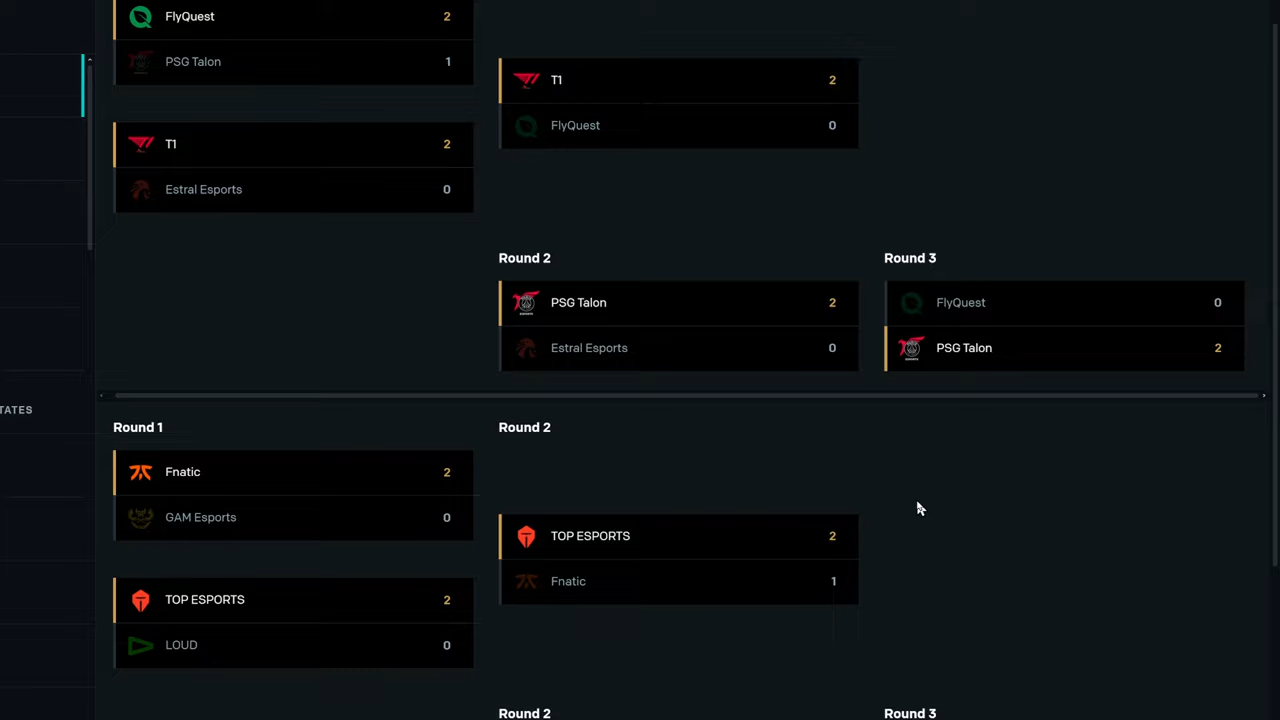 FlyQuest 2
PSG Talon 1
T1 2
FlyQuest 0
T1 2
Estral Esports 0
Round 2
Round 3
PSG Talon 2
FlyQuest 0
Estral Esports 0
PSG Talon 2
TATES
Round 1
Round 2
Fnatic 2
GAM Esports 0
TOP ESPORTS 2
Fnatic 1
TOP ESPORTS 2
LOUD 0
Round 2
Round 3